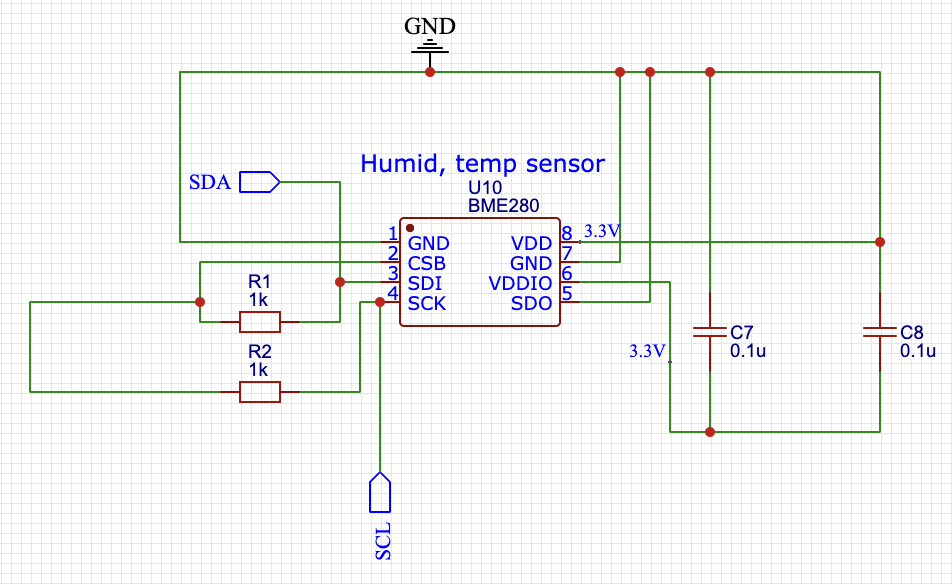 GND
Humid, temp sensor
U10
BME280
SDA
1
GND
2
CSB
3
SDI
4
SCK
8
VDD
3.3V
7
GND
6
VDDIO
5
SDO
R1
1k
R2
1k
3.3V
C7
0.1u
C8
0.1u
SCL